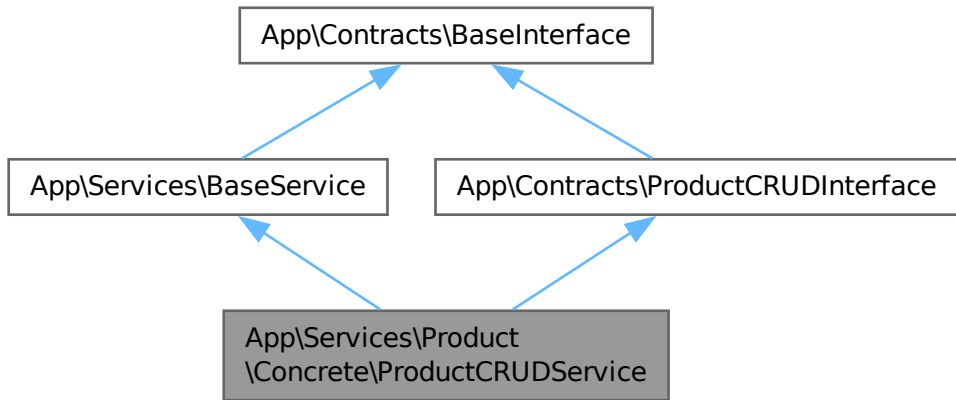 App\Contracts\BaseInterface
App\Services\BaseService
App\Contracts\ProductCRUDInterface
App\Services\Product
\Concrete\ProductCRUDService